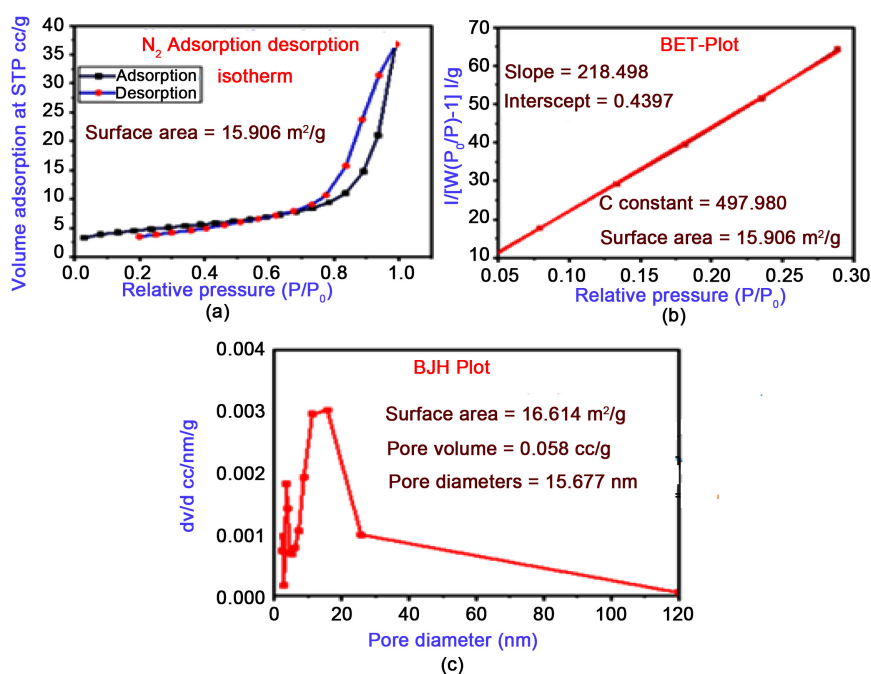 40
35
30
25
20
15
10
5
0
Volume adsorption at STP cc/g
N₂ Adsorption desorption
isotherm
Adsorption
Desorption
Surface area = 15.906 m²/g
0.0 0.2 0.4 0.6 0.8 1.0
Relative pressure (P/P₀)
(a)
70
60
50
40
30
20
10
I/[W(P₀/P)-1] I/g
BET-Plot
Slope = 218.498
Interscept = 0.4397
C constant = 497.980
Surface area = 15.906 m²/g
0.05 0.10 0.15 0.20 0.25 0.30
Relative pressure (P/P₀)
(b)
0.004
0.003
0.002
0.001
0.000
dv/d cc/nm/g
BJH Plot
Surface area = 16.614 m²/g
Pore volume = 0.058 cc/g
Pore diameters = 15.677 nm
0 20 40 60 80 100 120
Pore diameter (nm)
(c)